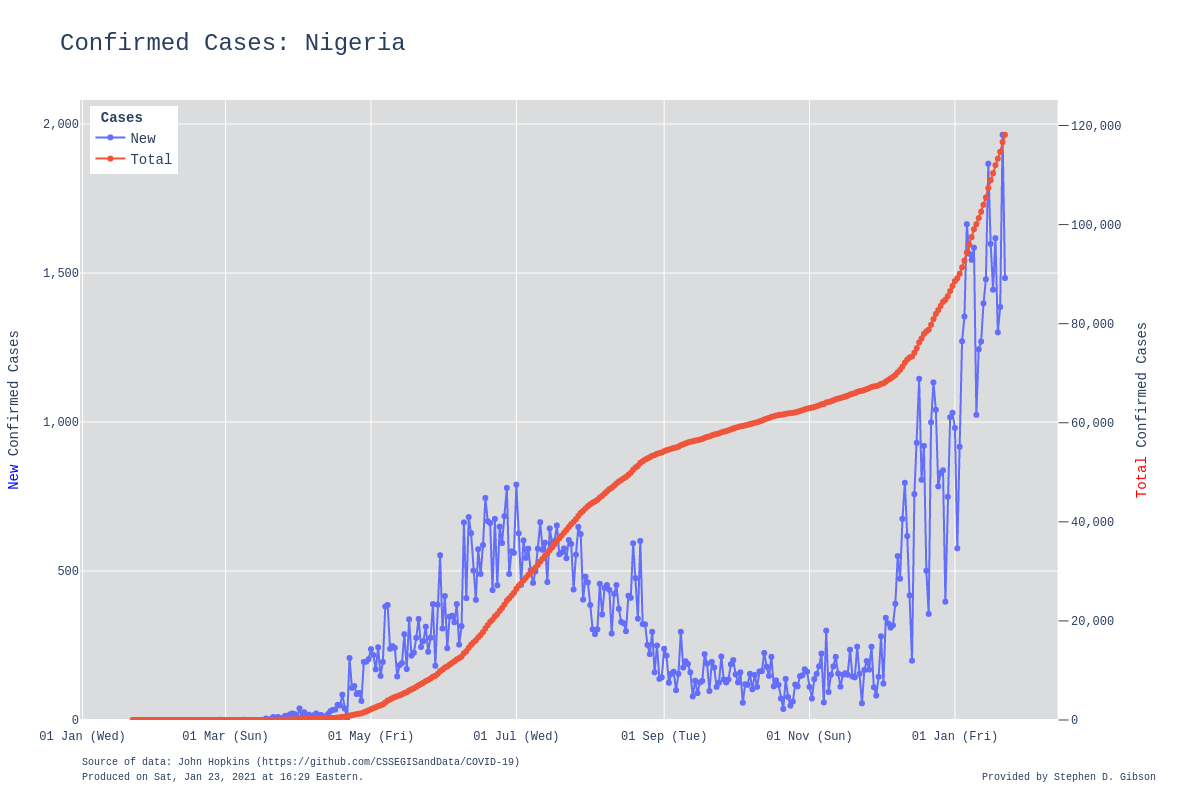 Confirmed Cases: Nigeria
Cases
New
Total
2,000
1,500
1,000
500
0
New Confirmed Cases
120,000
100,000
80,000
60,000
40,000
20,000
0
Total Confirmed Cases
01 Jan (Wed)
01 Mar (Sun)
01 May (Fri)
01 Jul (Wed)
01 Sep (Tue)
01 Nov (Sun)
01 Jan (Fri)
Source of data: John Hopkins (https://github.com/CSSEGISandData/COVID-19)
Produced on Sat, Jan 23, 2021 at 16:29 Eastern.
Provided by Stephen D. Gibson